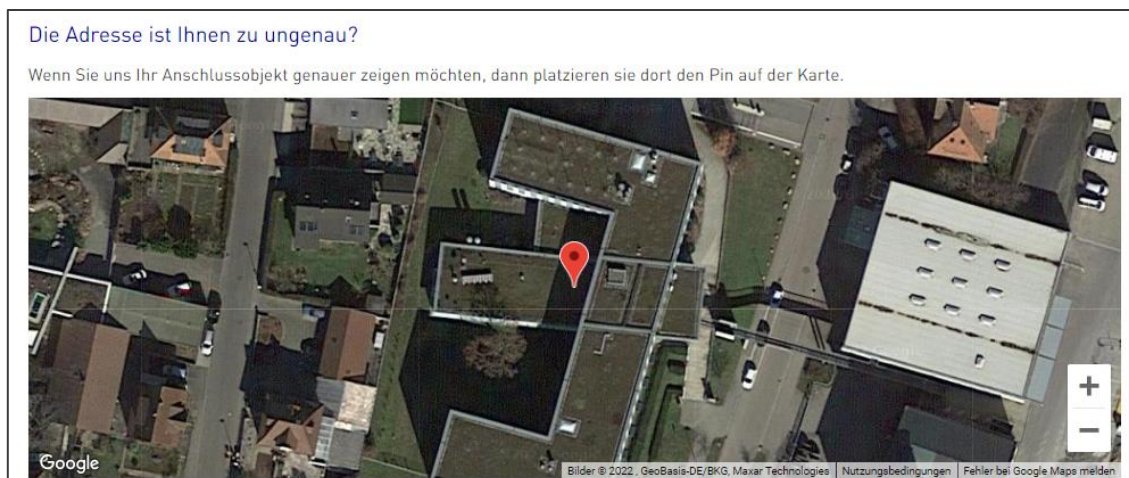 Die Adresse ist Ihnen zu ungenau?
Wenn Sie uns Ihr Anschlussobjekt genauer zeigen möchten, dann platzieren sie dort den Pin auf der Karte.
+
−
Google
Bilder © 2022 , GeoBasis-DE/BKG, Maxar Technologies Nutzungsbedingungen Fehler bei Google Maps melden